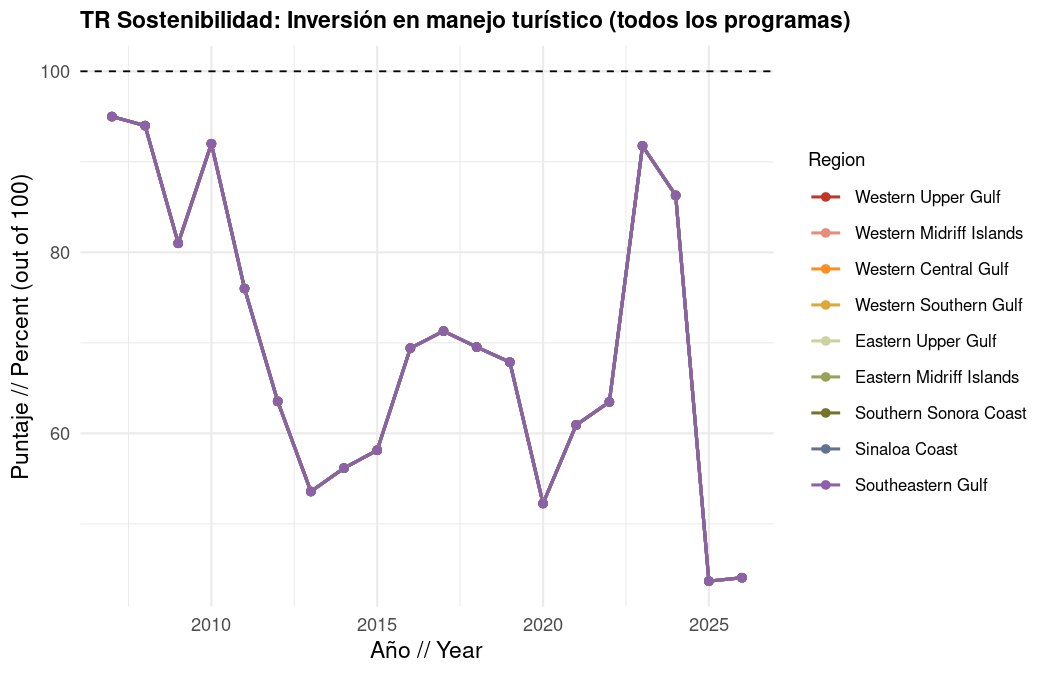 TR Sostenibilidad: Inversión en manejo turístico (todos los programas)
100
80
60
Puntaje // Percent (out of 100)
2010
2015
2020
2025
Año // Year
Region
Western Upper Gulf
Western Midriff Islands
Western Central Gulf
Western Southern Gulf
Eastern Upper Gulf
Eastern Midriff Islands
Southern Sonora Coast
Sinaloa Coast
Southeastern Gulf